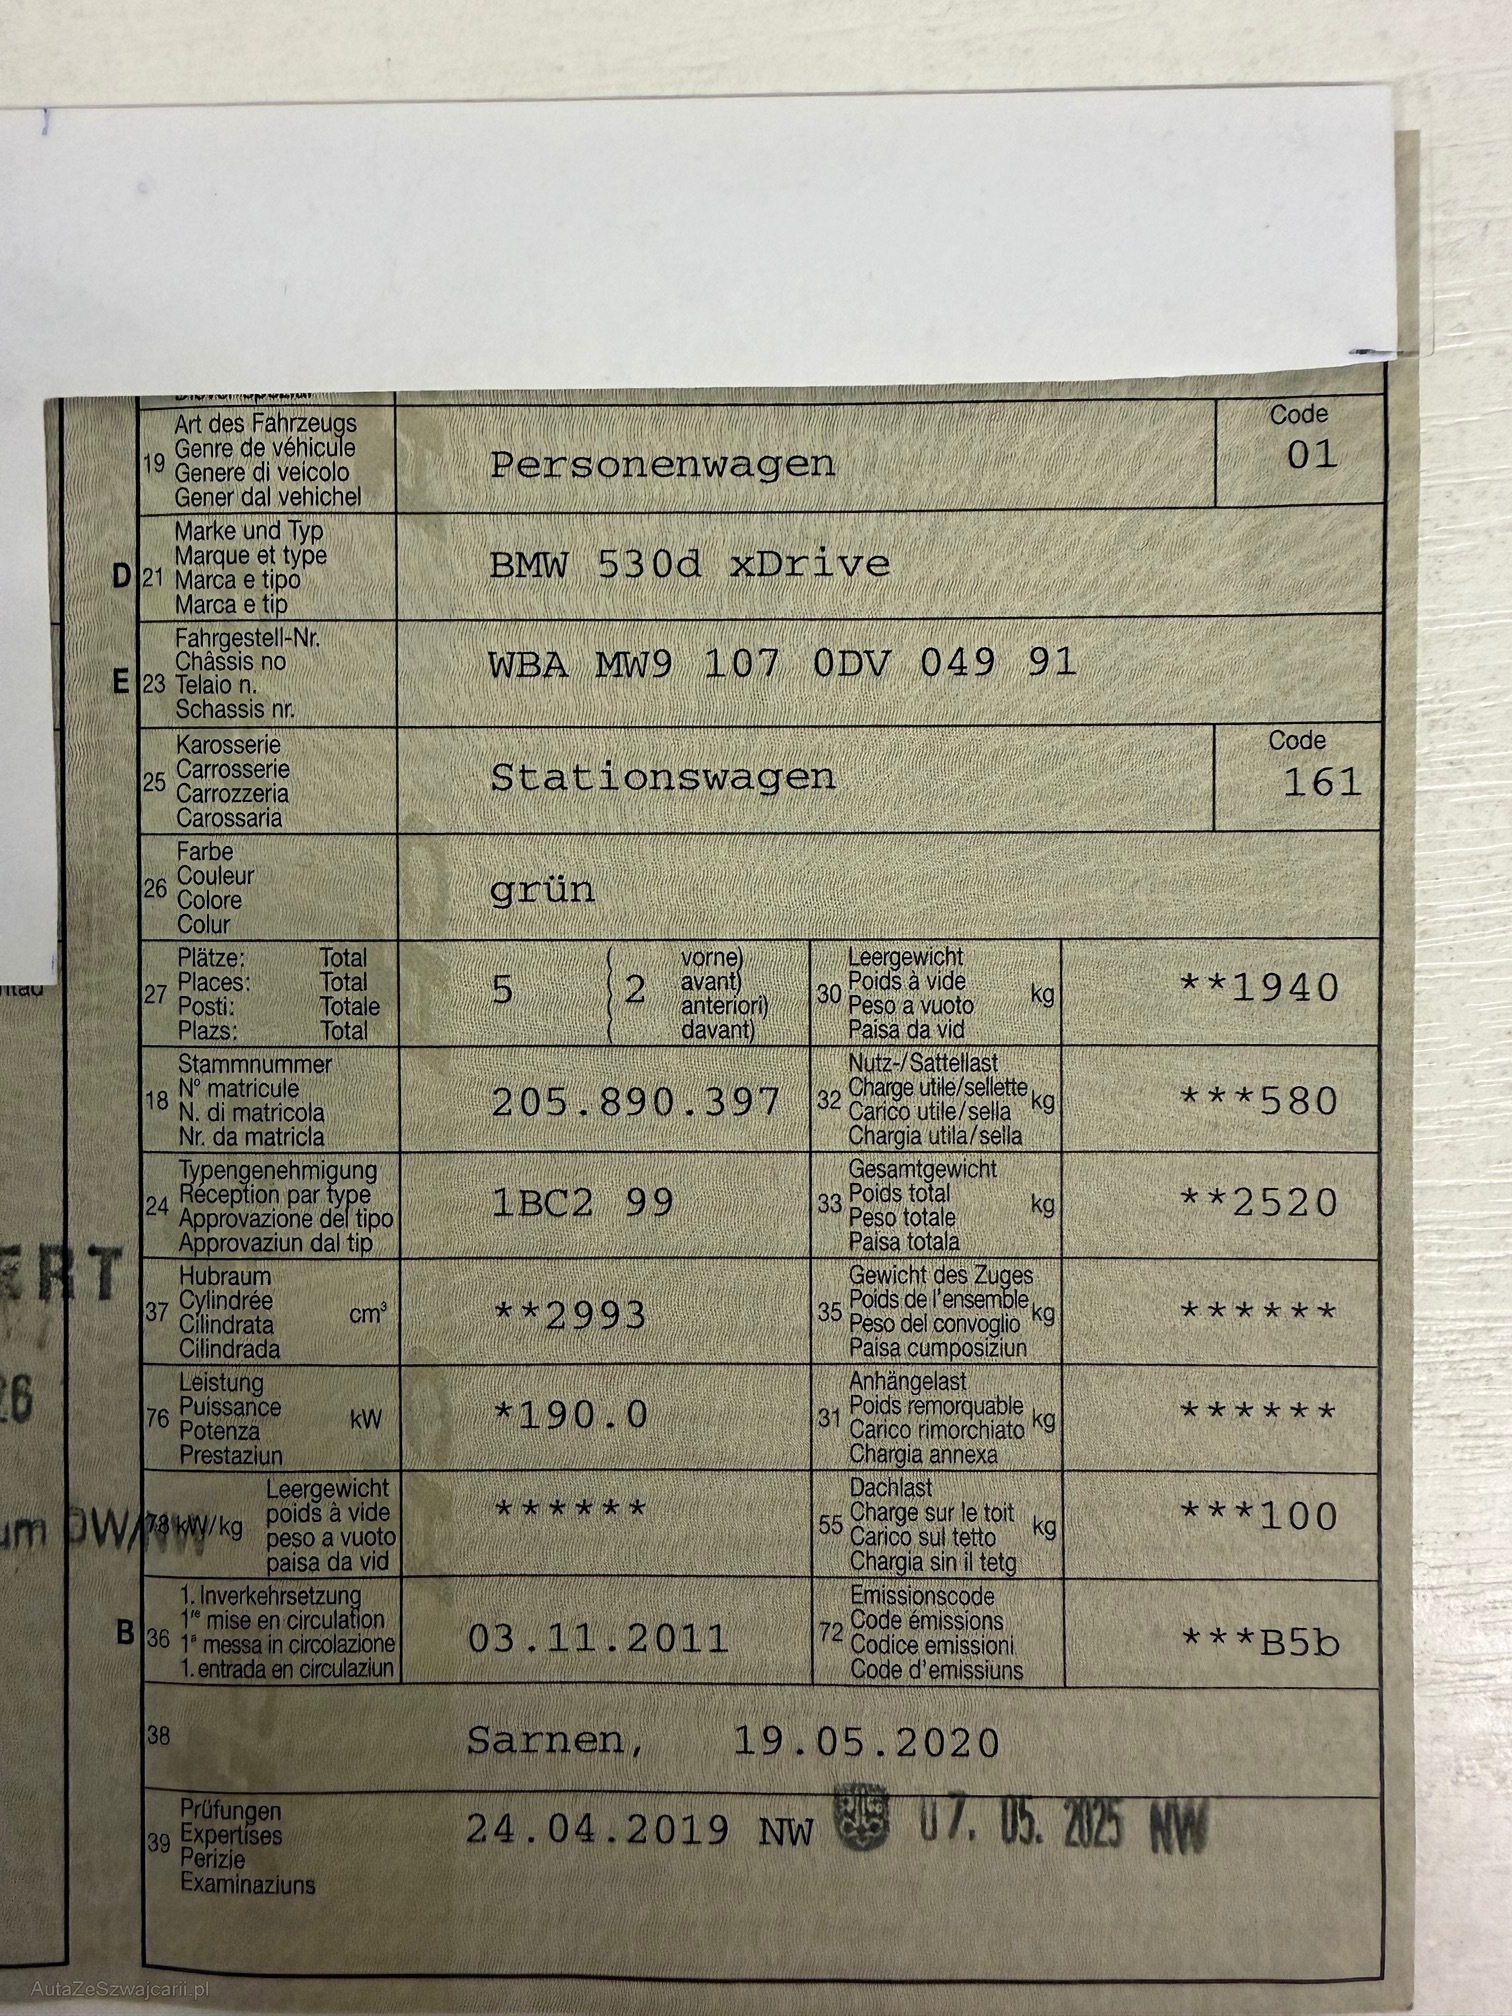 Art des Fahrzeugs
Genre de véhicule
19 Genere di veicolo
Gener dal vehichel
Personenwagen
Code
01
Marke und Typ
Marque et type
D 21 Marca e tipo
Marca e tip
BMW 530d xDrive
Fahrgestell-Nr.
Châssis no
E 23 Telaio n.
Schassis nr.
WBA MW9 107 0DV 049 91
Karosserie
Carrosserie
25 Carrozzeria
Carossaria
Stationswagen
Code
161
Farbe
Couleur
26 Colore
Colur
grün
Plätze: Total
27 Places: Total
Posti: Totale
Plazs: Total
5 ( 2 vorne)
avant)
anteriori)
davant)
Leergewicht
30 Poids à vide kg
Peso a vuoto
Paisa da vid
**1940
Stammnummer
18 N° matricule
N. di matricola
Nr. da matricla
205.890.397
Nutz-/Sattellast
32 Charge utile/sellette kg
Carico utile/sella
Chargia utila/sella
***580
Typengenehmigung
24 Réception par type
Approvazione del tipo
Approvaziun dal tip
1BC2 99
Gesamtgewicht
33 Poids total kg
Peso totale
Paisa totala
**2520
Hubraum
37 Cylindrée cm³
Cilindrata
Cilindrada
**2993
Gewicht des Zuges
35 Poids de l'ensemble kg
Peso del convoglio
Paisa cumposiziun
******
Leistung
76 Puissance kW
Potenza
Prestaziun
*190.0
Anhängelast
31 Poids remorquable kg
Carico rimorchiato
Chargia annexa
******
Leergewicht
78 kW/kg poids à vide
peso a vuoto
paisa da vid
******
Dachlast
55 Charge sur le toit kg
Carico sul tetto
Chargia sin il tetg
***100
1. Inverkehrsetzung
B 36 1re mise en circulation
1a messa in circolazione
1. entrada en circulaziun
03.11.2011
Emissionscode
72 Code émissions
Codice emissioni
Code d'emissiuns
***B5b
38 Sarnen, 19.05.2020
Prüfungen
39 Expertises
Perizie
Examinaziuns
24.04.2019 NW 07. 05. 2025 NW
AutaZeSzwajcarii.pl